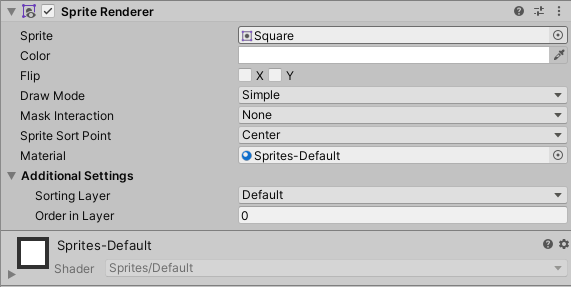 Sprite Renderer
Sprite Square
Color
Flip X Y
Draw Mode Simple
Mask Interaction None
Sprite Sort Point Center
Material Sprites-Default
Additional Settings
Sorting Layer Default
Order in Layer 0
Sprites-Default
Shader Sprites/Default